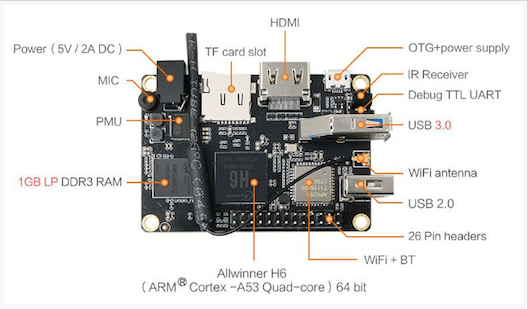 HDMI
Power ( 5V / 2A DC )
TF card slot
OTG+power supply
MIC
IR Receiver
Debug TTL UART
PMU
USB 3.0
1GB LP DDR3 RAM
H6
WiFi antenna
USB 2.0
26 Pin headers
WiFi + BT
Allwinner H6
( ARM® Cortex -A53 Quad-core ) 64 bit